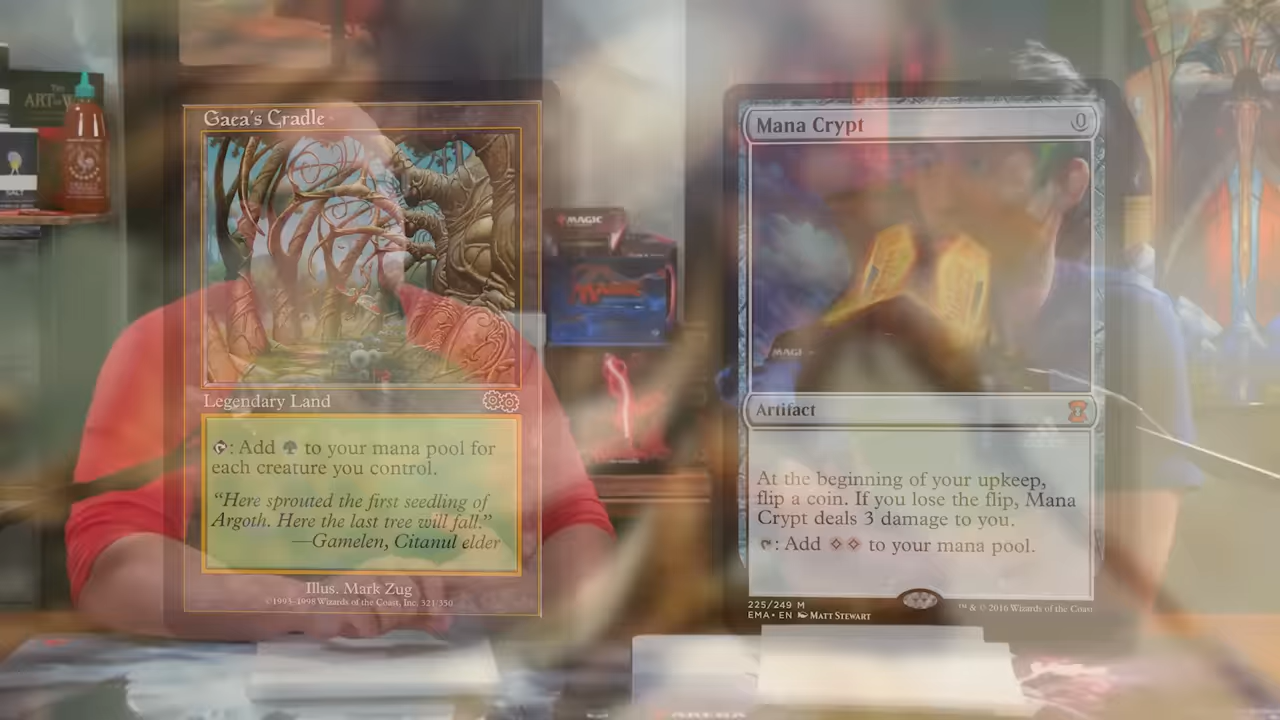 The
ART OF W
Gaea's Cradle
Legendary Land
: Add to your mana pool for
each creature you control.
"Here sprouted the first seedling of
Argoth. Here the last tree will fall."
—Gamelen, Citanul elder
Illus. Mark Zug
©1993-1998 Wizards of the Coast, Inc. 321/350
MAGIC
Mana Crypt 0
MAGI
Artifact
At the beginning of your upkeep,
flip a coin. If you lose the flip, Mana
Crypt deals 3 damage to you.
: Add to your mana pool.
225/249 M
EMA • EN MATT STEWART
™ & © 2016 Wizards of the Coast